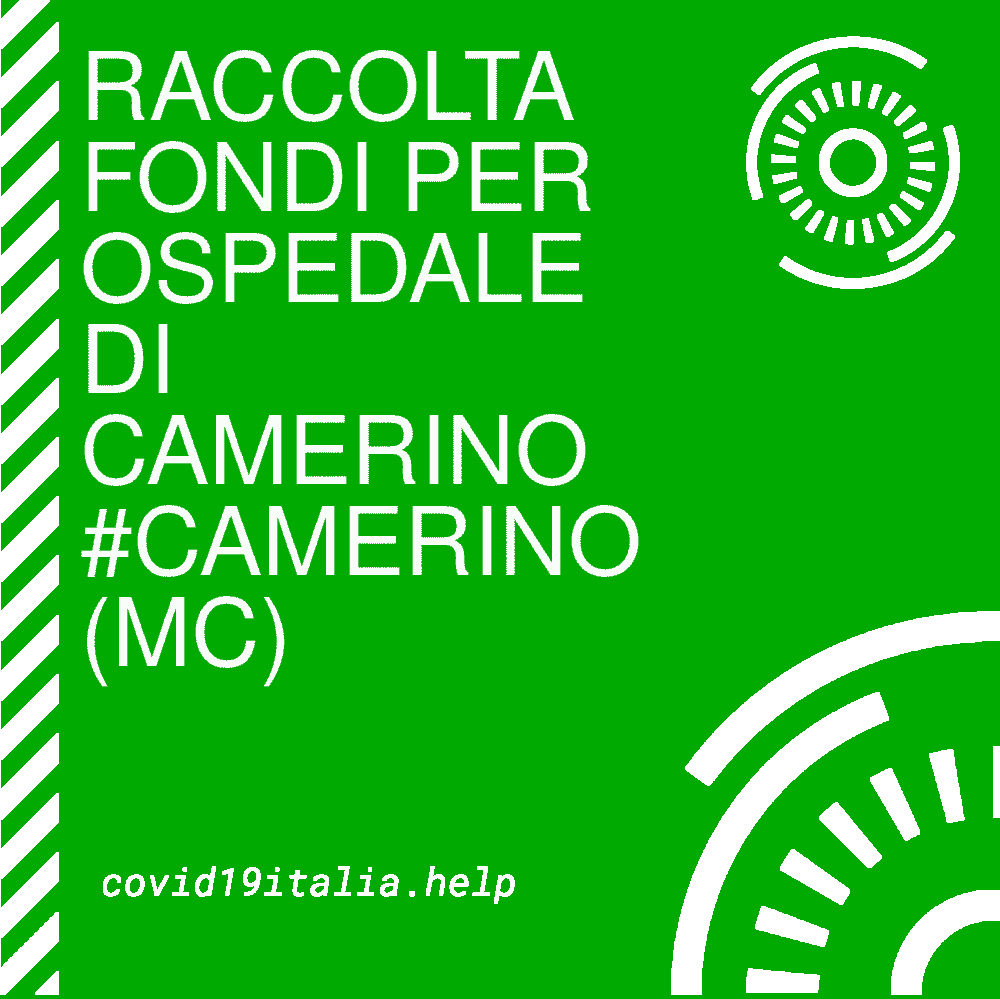 RACCOLTA
FONDI PER
OSPEDALE
DI
CAMERINO
#CAMERINO
(MC)
covid19italia.help